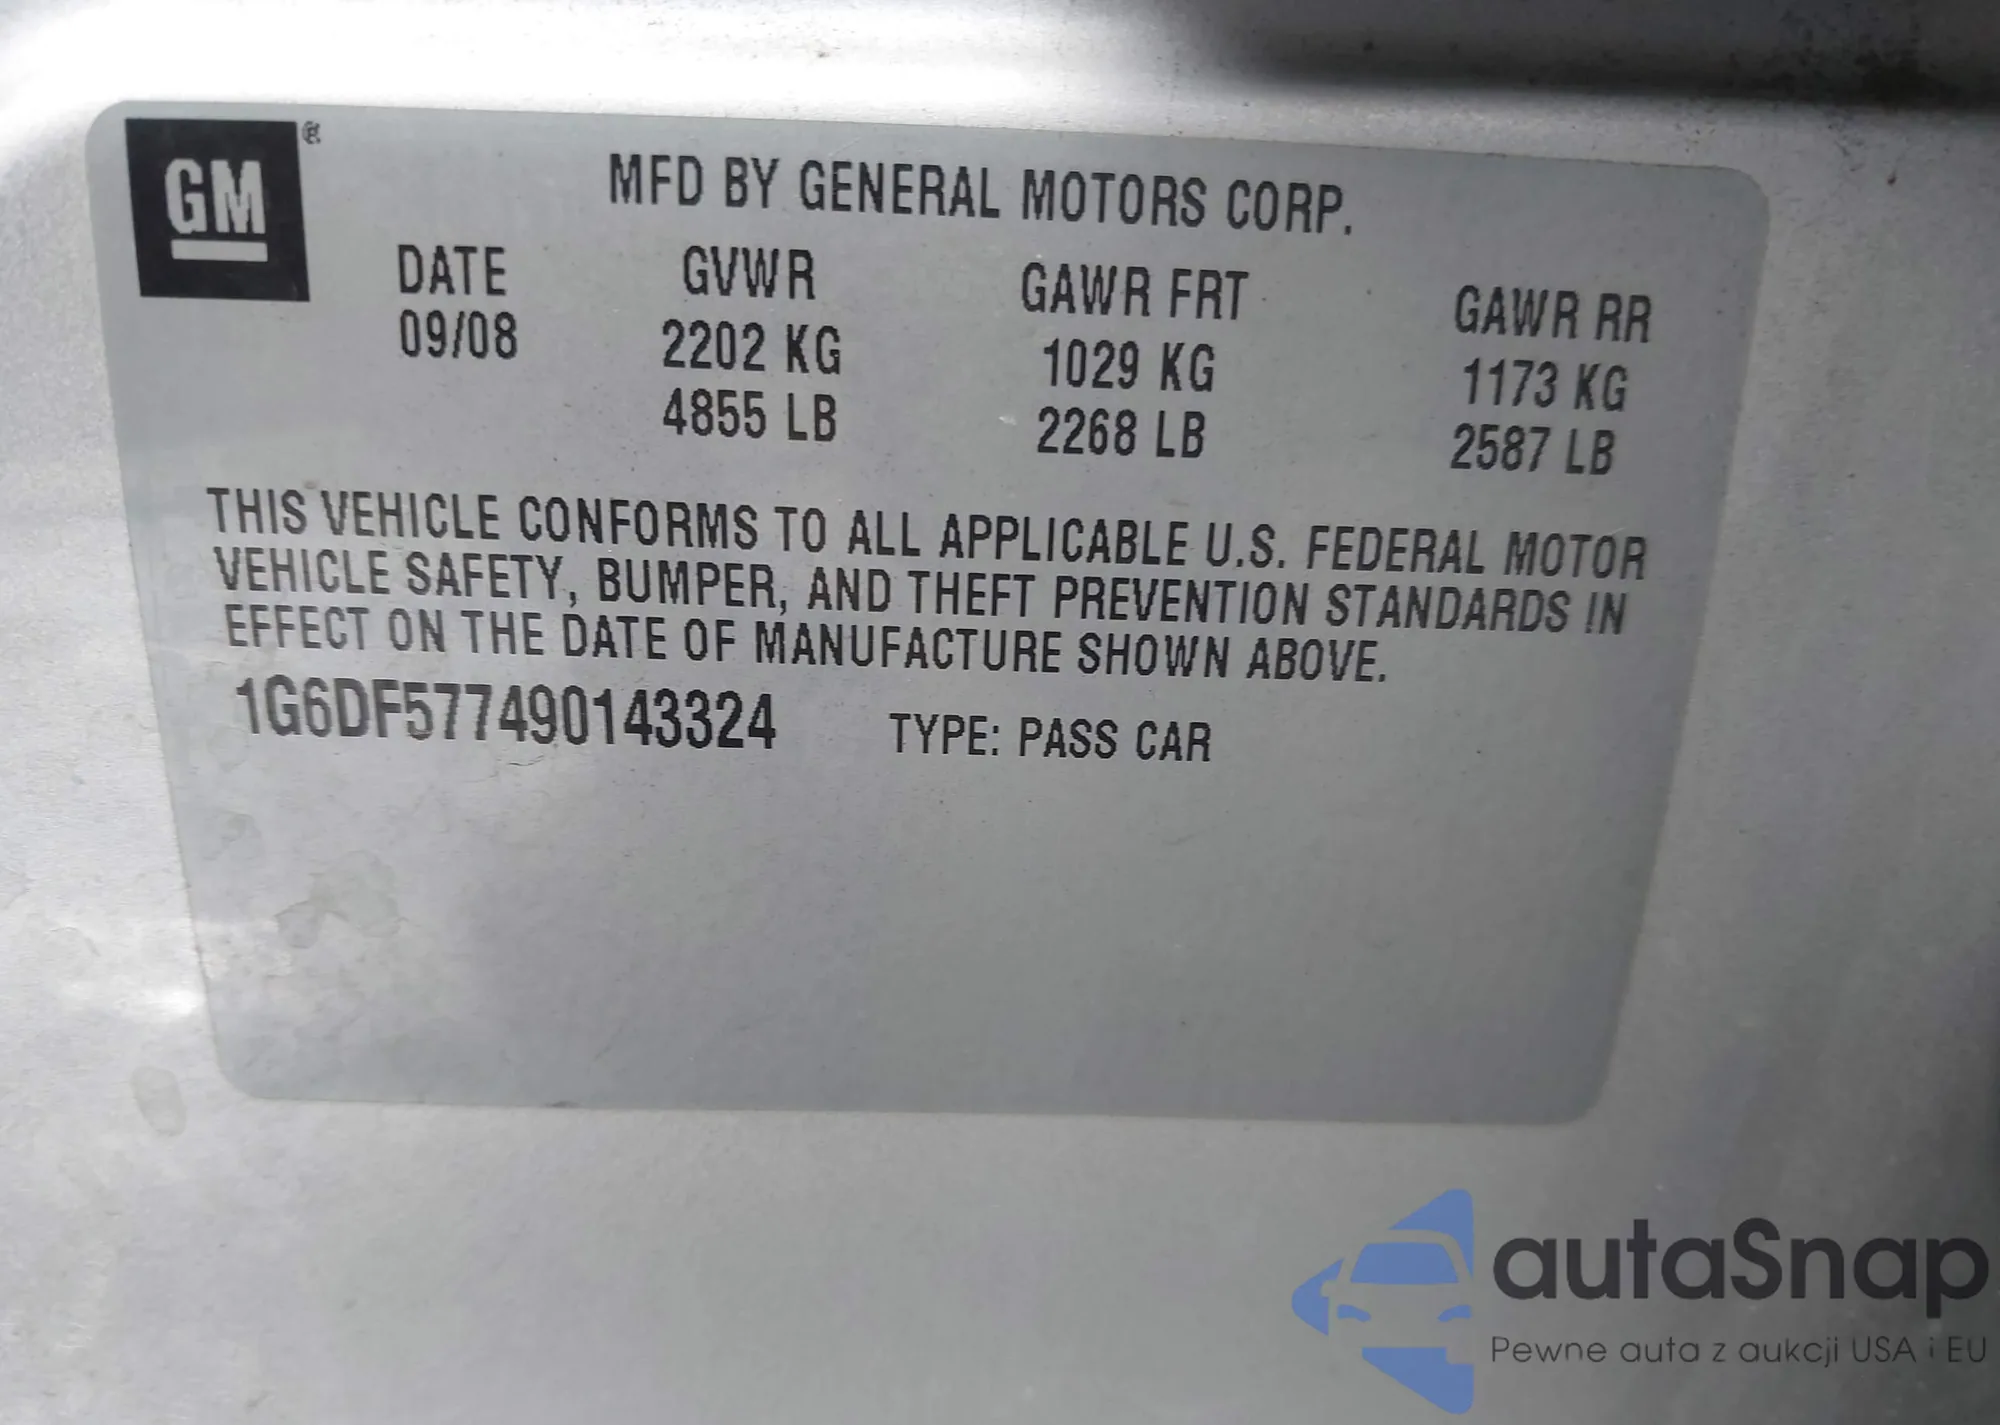 GM ®
MFD BY GENERAL MOTORS CORP.
DATE GVWR GAWR FRT GAWR RR
09/08 2202 KG 1029 KG 1173 KG
4855 LB 2268 LB 2587 LB
THIS VEHICLE CONFORMS TO ALL APPLICABLE U.S. FEDERAL MOTOR
VEHICLE SAFETY, BUMPER, AND THEFT PREVENTION STANDARDS IN
EFFECT ON THE DATE OF MANUFACTURE SHOWN ABOVE.
1G6DF577490143324 TYPE: PASS CAR
autaSnap
Pewne auta z aukcji USA i EU